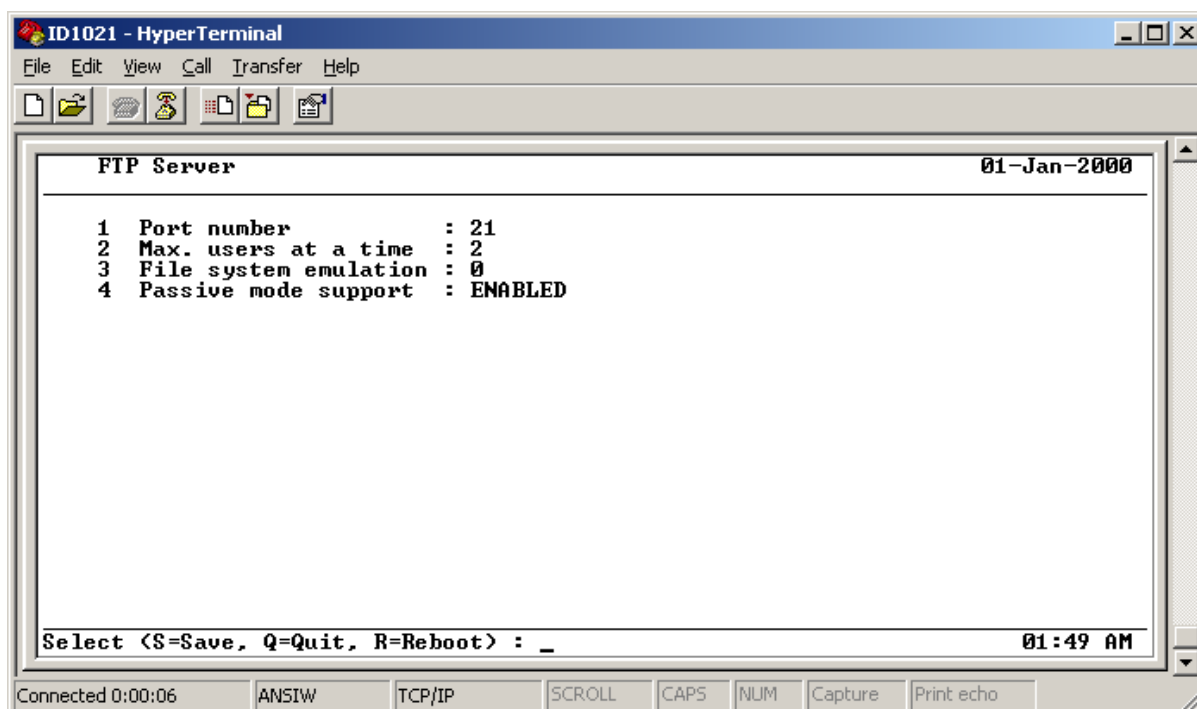 ID1021 - HyperTerminal
File Edit View Call Transfer Help
FTP Server 01-Jan-2000
1 Port number : 21
2 Max. users at a time : 2
3 File system emulation : 0
4 Passive mode support : ENABLED
Select (S=Save, Q=Quit, R=Reboot) : _ 01:49 AM
Connected 0:00:06 ANSIW TCP/IP SCROLL CAPS NUM Capture Print echo